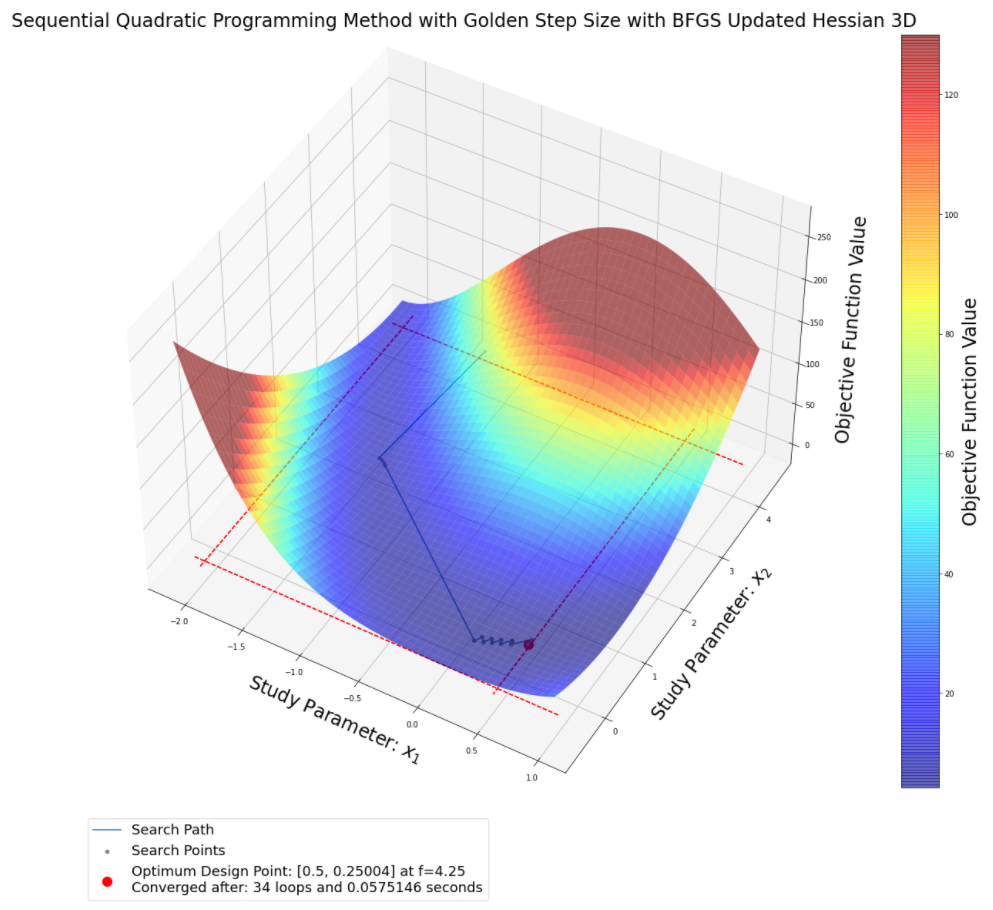 Sequential Quadratic Programming Method with Golden Step Size with BFGS Updated Hessian 3D
120
100
80
60
40
20
Objective Function Value
250
200
150
100
50
0
Objective Function Value
4
3
2
1
0
Study Parameter: x₂
−2.0
−1.5
−1.0
−0.5
0.0
0.5
1.0
Study Parameter: x₁
Search Path
Search Points
Optimum Design Point: [0.5, 0.25004] at f=4.25
Converged after: 34 loops and 0.0575146 seconds